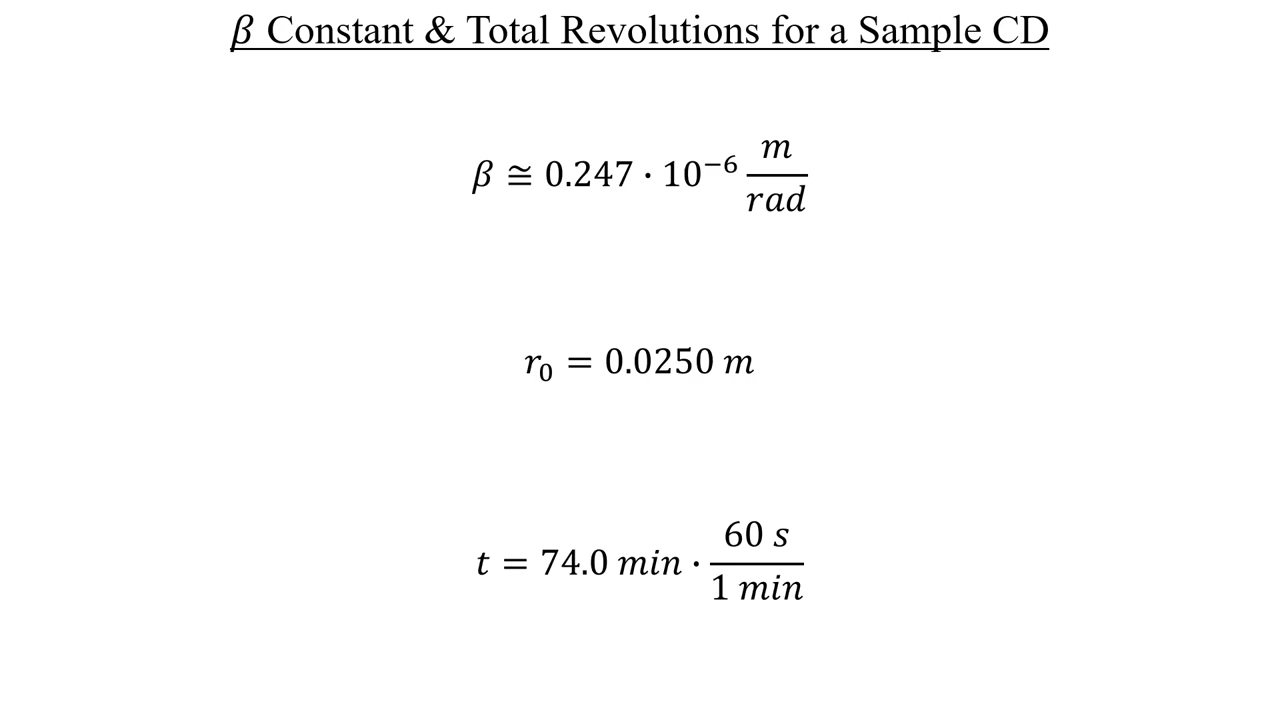 β Constant & Total Revolutions for a Sample CD
β ≅ 0.247 · 10⁻⁶ m/rad
r₀ = 0.0250 m
t = 74.0 min · 60 s/1 min